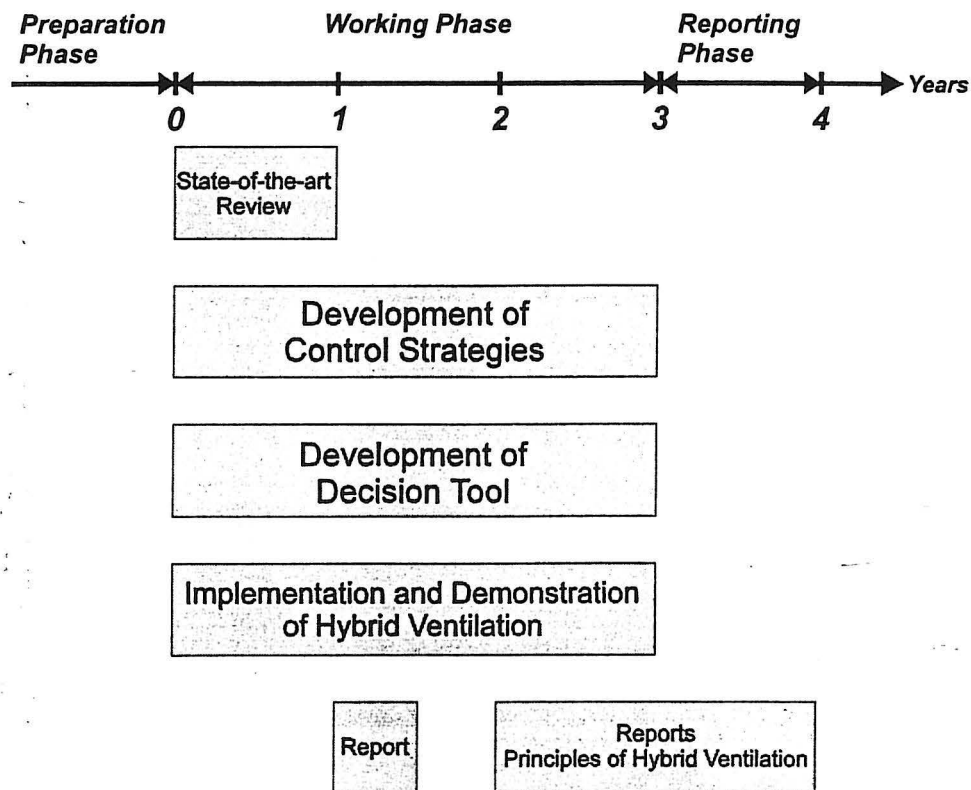 Preparation Phase
Working Phase
Reporting Phase
Years
0 1 2 3 4
State-of-the-art
Review
Development of
Control Strategies
Development of
Decision Tool
Implementation and Demonstration
of Hybrid Ventilation
Report
Reports
Principles of Hybrid Ventilation